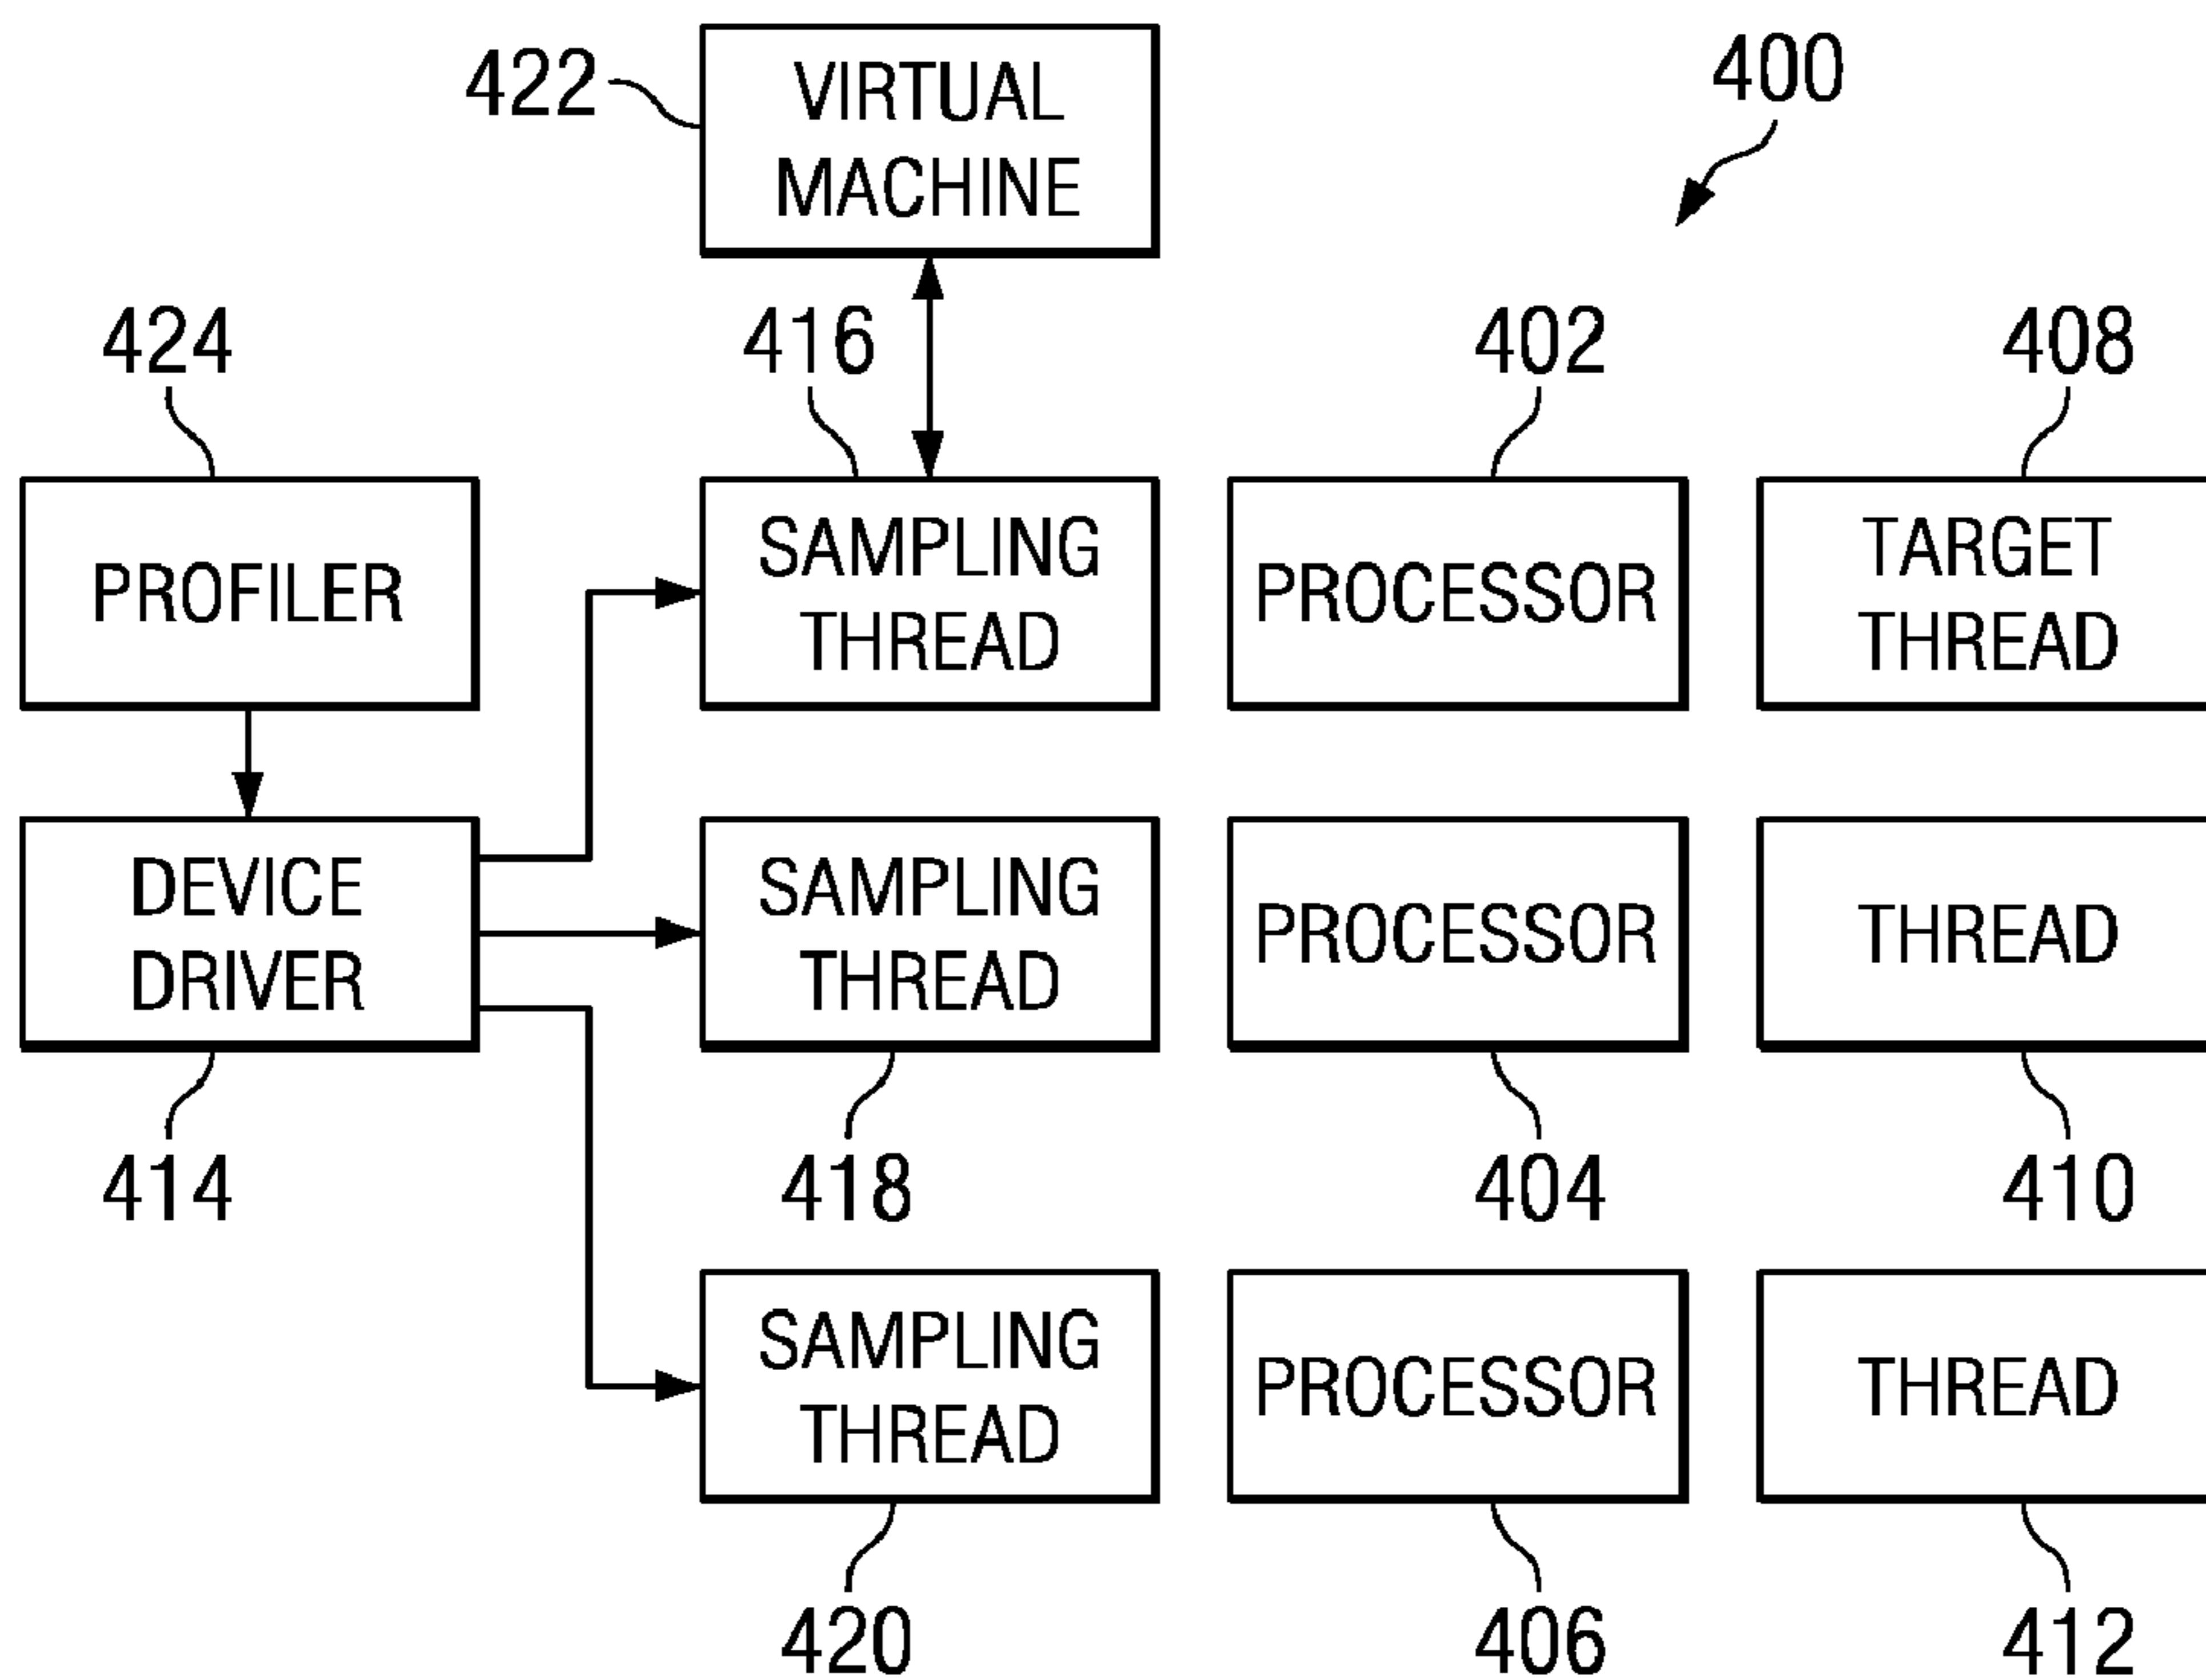 422
VIRTUAL
MACHINE
400
424
416
402
408
PROFILER
SAMPLING
THREAD
PROCESSOR
TARGET
THREAD
DEVICE
DRIVER
SAMPLING
THREAD
PROCESSOR
THREAD
414
418
404
410
SAMPLING
THREAD
PROCESSOR
THREAD
420
406
412